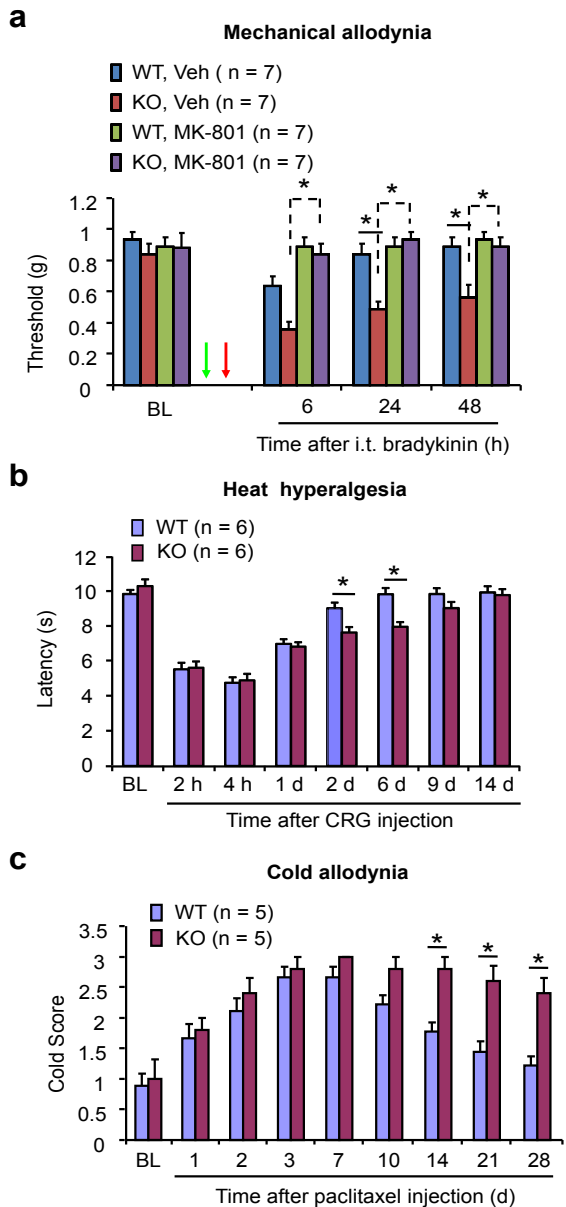 a
Mechanical allodynia
WT, Veh ( n = 7)
KO, Veh (n = 7)
WT, MK-801 (n = 7)
KO, MK-801 (n = 7)
1.2
1
0.8
0.6
0.4
0.2
0
Threshold (g)
* * * * *
BL 6 24 48
Time after i.t. bradykinin (h)
b
Heat hyperalgesia
WT (n = 6)
KO (n = 6)
12
10
8
6
4
2
0
Latency (s)
* *
BL 2 h 4 h 1 d 2 d 6 d 9 d 14 d
Time after CRG injection
c
Cold allodynia
WT (n = 5)
KO (n = 5)
3.5
3
2.5
2
1.5
1
0.5
0
Cold Score
* * *
BL 1 2 3 7 10 14 21 28
Time after paclitaxel injection (d)